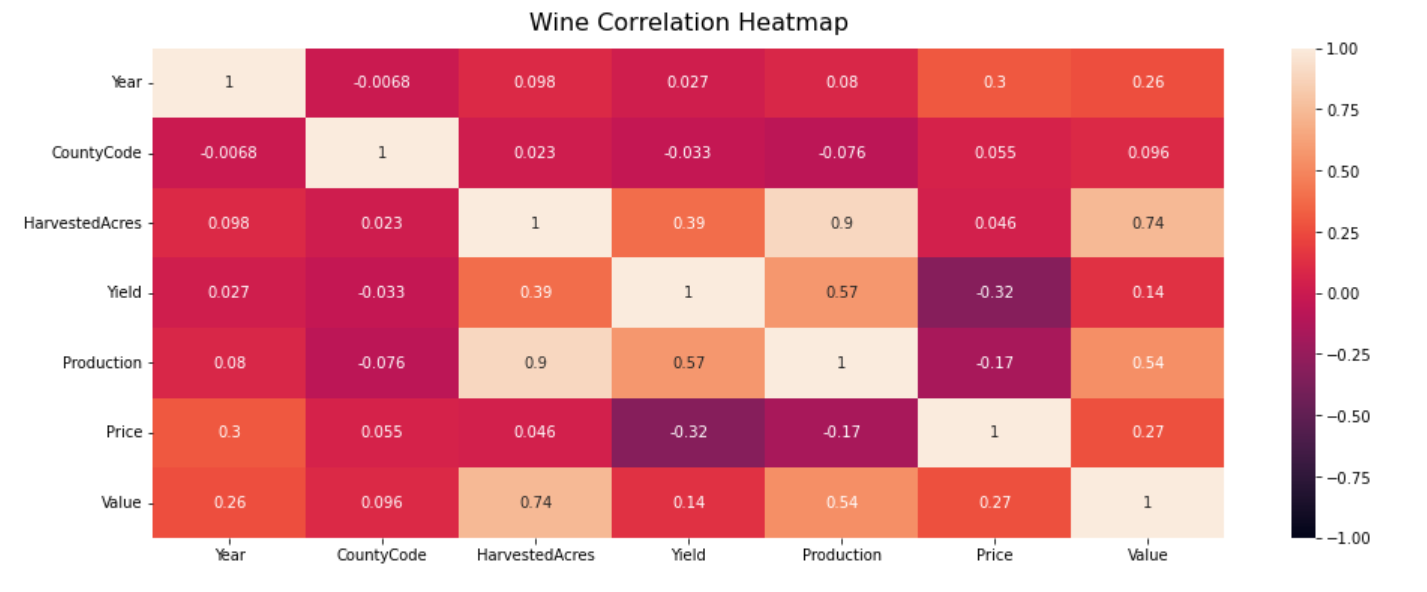 Wine Correlation Heatmap
Year 1 -0.0068 0.098 0.027 0.08 0.3 0.26
CountyCode -0.0068 1 0.023 -0.033 -0.076 0.055 0.096
HarvestedAcres 0.098 0.023 1 0.39 0.9 0.046 0.74
Yield 0.027 -0.033 0.39 1 0.57 -0.32 0.14
Production 0.08 -0.076 0.9 0.57 1 -0.17 0.54
Price 0.3 0.055 0.046 -0.32 -0.17 1 0.27
Value 0.26 0.096 0.74 0.14 0.54 0.27 1
Year CountyCode HarvestedAcres Yield Production Price Value
1.00
0.75
0.50
0.25
0.00
−0.25
−0.50
−0.75
−1.00